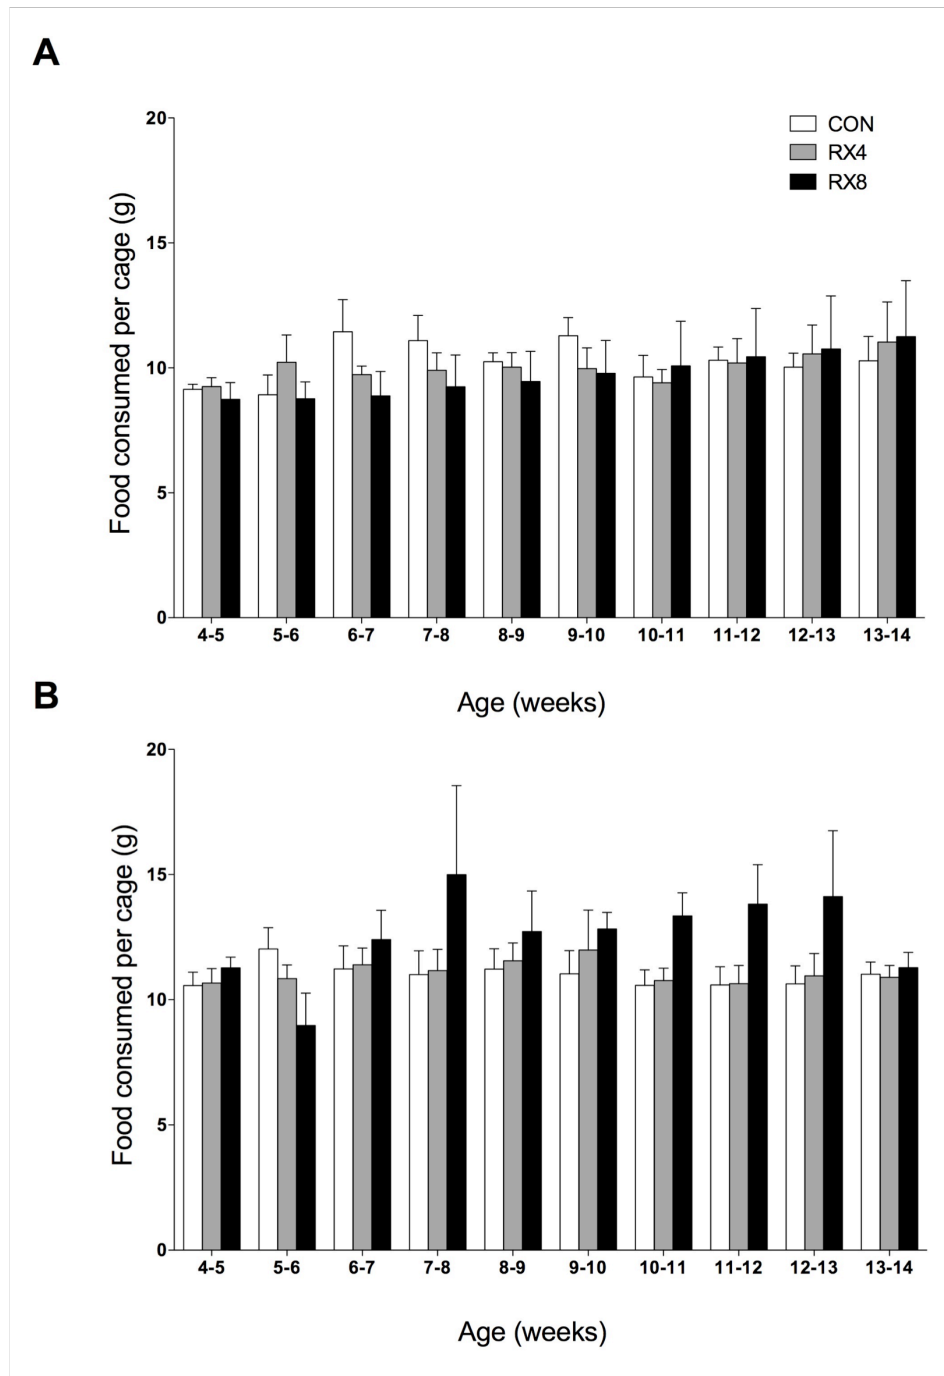 A
20
15
10
5
0
Food consumed per cage (g)
CON
RX4
RX8
4-5 5-6 6-7 7-8 8-9 9-10 10-11 11-12 12-13 13-14
Age (weeks)
B
20
15
10
5
0
Food consumed per cage (g)
4-5 5-6 6-7 7-8 8-9 9-10 10-11 11-12 12-13 13-14
Age (weeks)